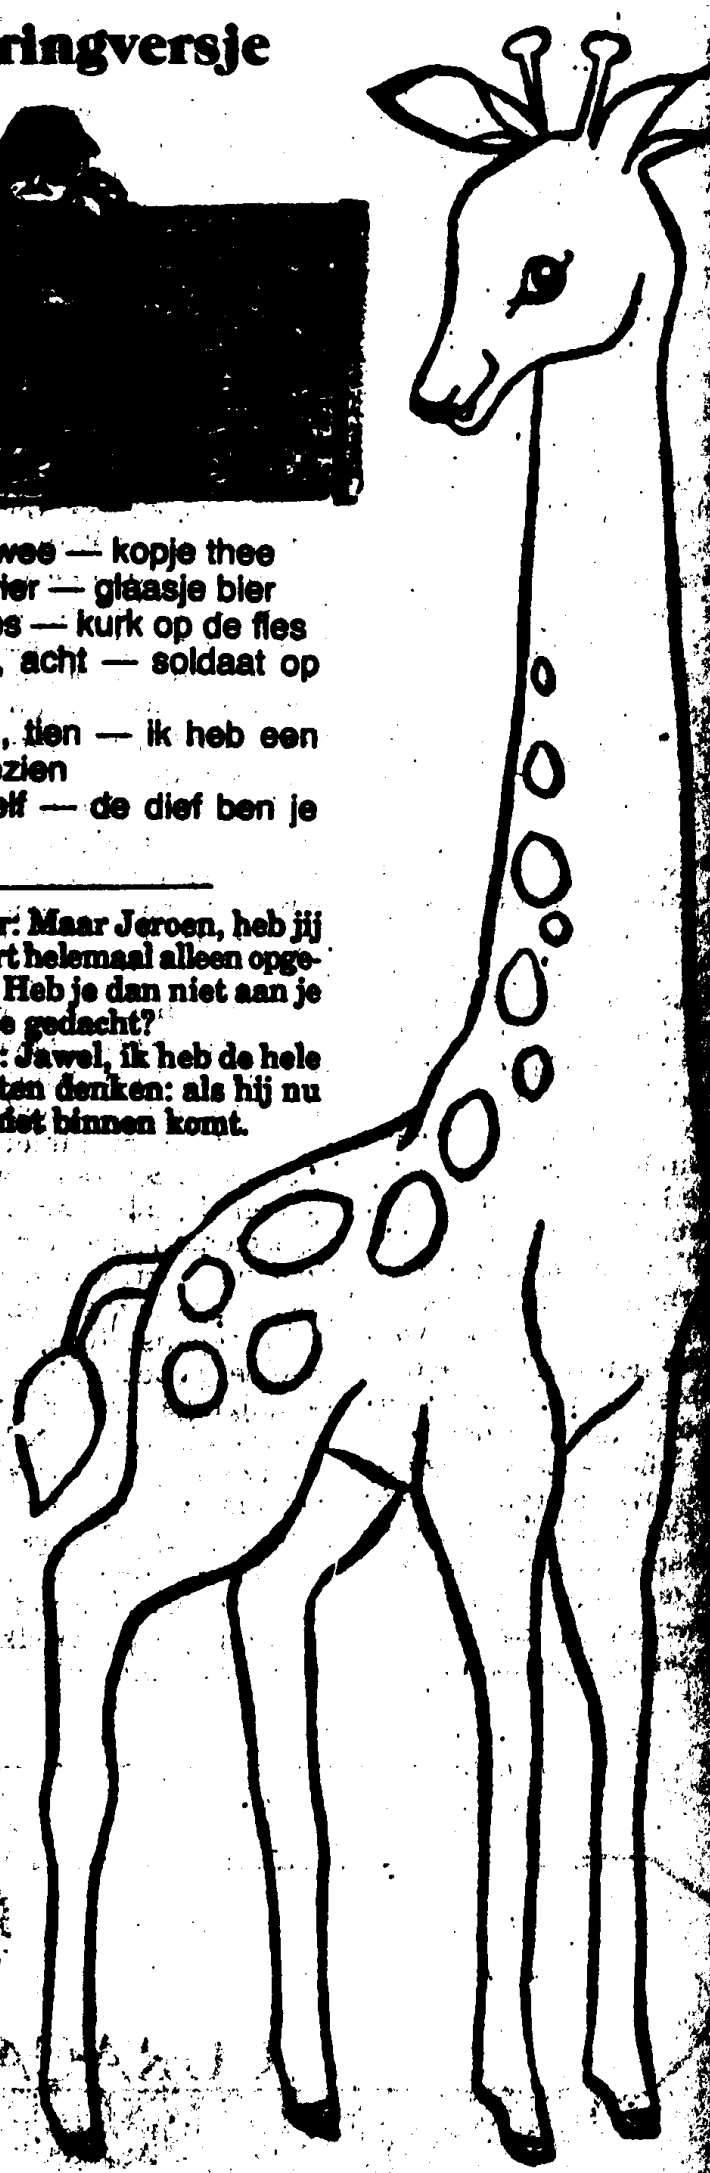 ringversje
wee — kopje thee
ier — glaasje bier
es — kurk op de fles
, acht — soldaat op
, tien — ik heb een
ezien
elf — de dief ben je
r: Maar Jeroen, heb jij
rt helemaal alleen opge-
Heb je dan niet aan je
e gedacht?
: Jawel, ik heb de hele
ten denken: als hij nu
niet binnen komt.